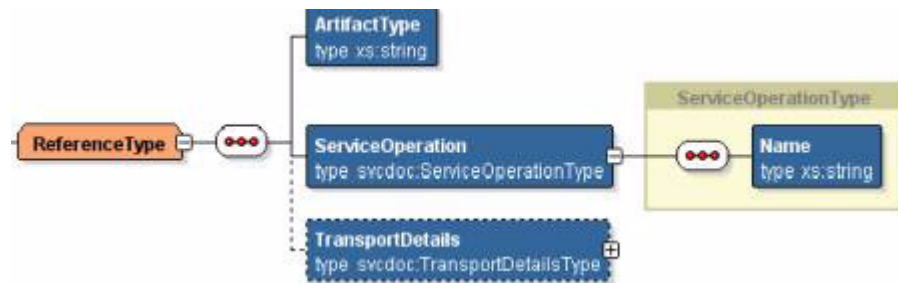 ArtifactType
type xs:string
ServiceOperationType
ReferenceType
ServiceOperation
type svcdoc:ServiceOperationType
Name
type xs:string
TransportDetails
type svcdoc:TransportDetailsType